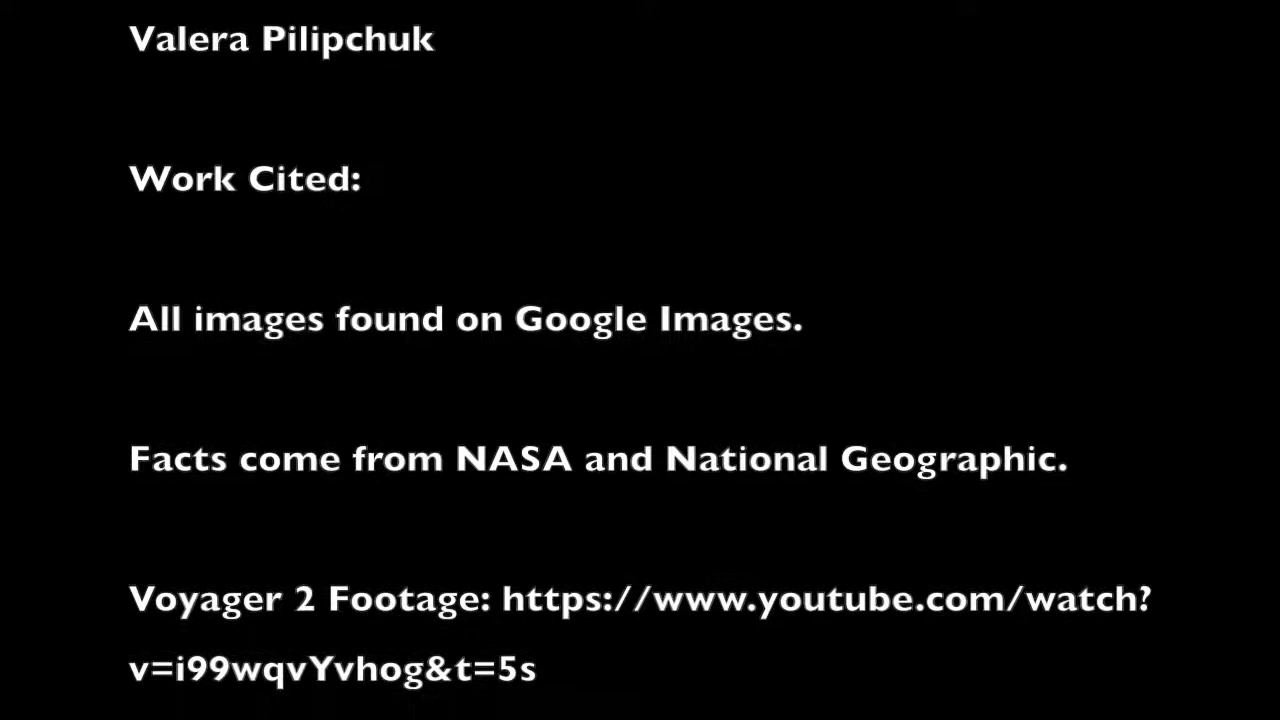 Valera Pilipchuk
Work Cited:
All images found on Google Images.
Facts come from NASA and National Geographic.
Voyager 2 Footage: https://www.youtube.com/watch?
v=i99wqvYvhog&t=5s